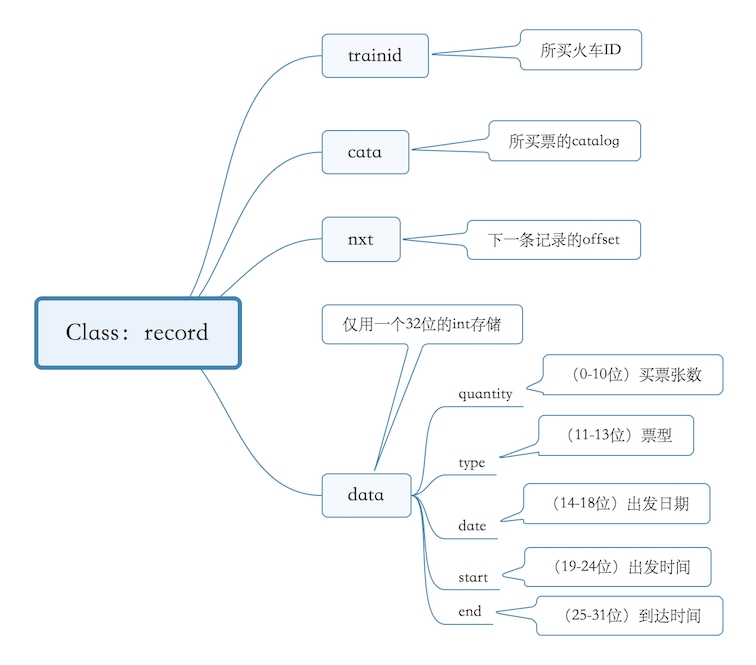 trainid
所买火车ID
cata
所买票的catalog
nxt
下一条记录的offset
Class：record
仅用一个32位的int存储
data
quantity
（0-10位）买票张数
type
（11-13位）票型
date
（14-18位）出发日期
start
（19-24位）出发时间
end
（25-31位）到达时间